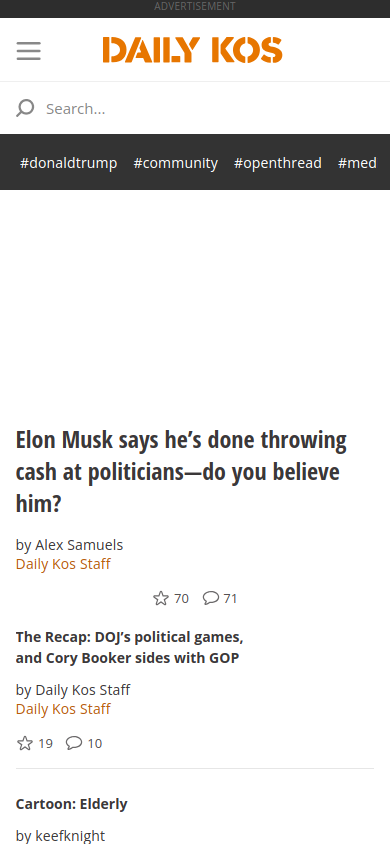 ADVERTISEMENT
DAILY KOS
Search...
#donaldtrump #community #openthread #med
Elon Musk says he’s done throwing
cash at politicians—do you believe
him?
by Alex Samuels
Daily Kos Staff
70 71
The Recap: DOJ’s political games,
and Cory Booker sides with GOP
by Daily Kos Staff
Daily Kos Staff
19 10
Cartoon: Elderly
by keefknight